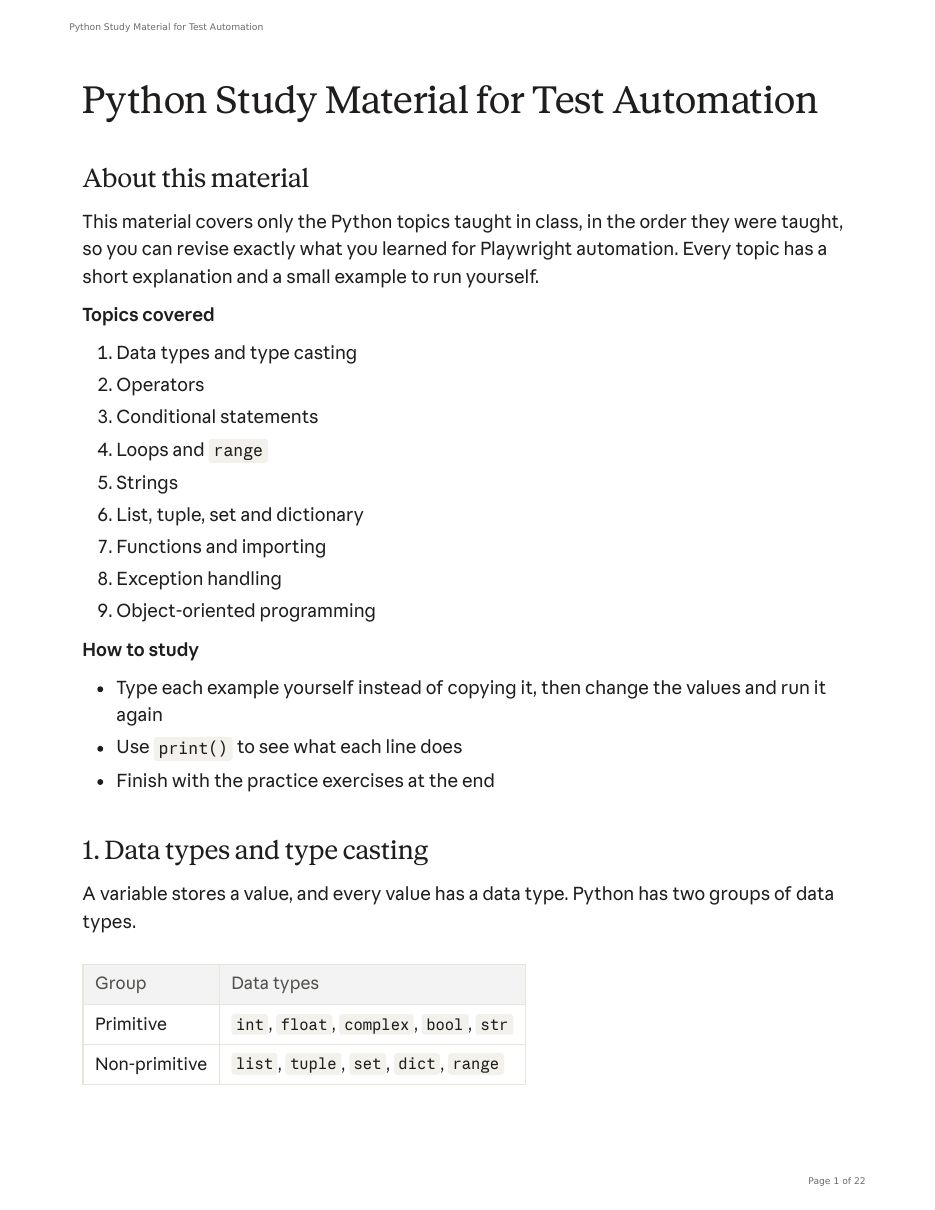 Python Study Material for Test Automation
Python Study Material for Test Automation
About this material
This material covers only the Python topics taught in class, in the order they were taught,
so you can revise exactly what you learned for Playwright automation. Every topic has a
short explanation and a small example to run yourself.
Topics covered
1. Data types and type casting
2. Operators
3. Conditional statements
4. Loops and range
5. Strings
6. List, tuple, set and dictionary
7. Functions and importing
8. Exception handling
9. Object-oriented programming
How to study
• Type each example yourself instead of copying it, then change the values and run it
again
• Use print() to see what each line does
• Finish with the practice exercises at the end
1. Data types and type casting
A variable stores a value, and every value has a data type. Python has two groups of data
types.
Group Data types
Primitive int, float, complex, bool, str
Non-primitive list, tuple, set, dict, range
Page 1 of 22